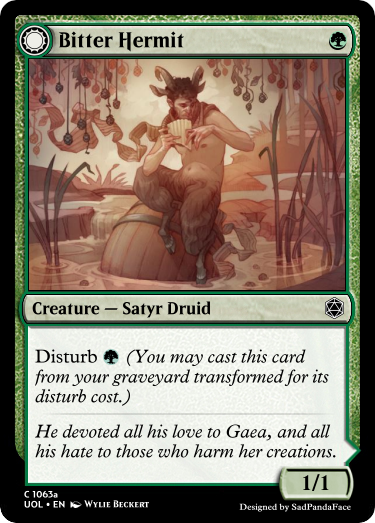 Bitter Hermit
Creature — Satyr Druid
Disturb (You may cast this card
from your graveyard transformed for its
disturb cost.)
He devoted all his love to Gaea, and all
his hate to those who harm her creations.
1/1
C 1063a
UOL • EN Wylie Beckert
Designed by SadPandaFace